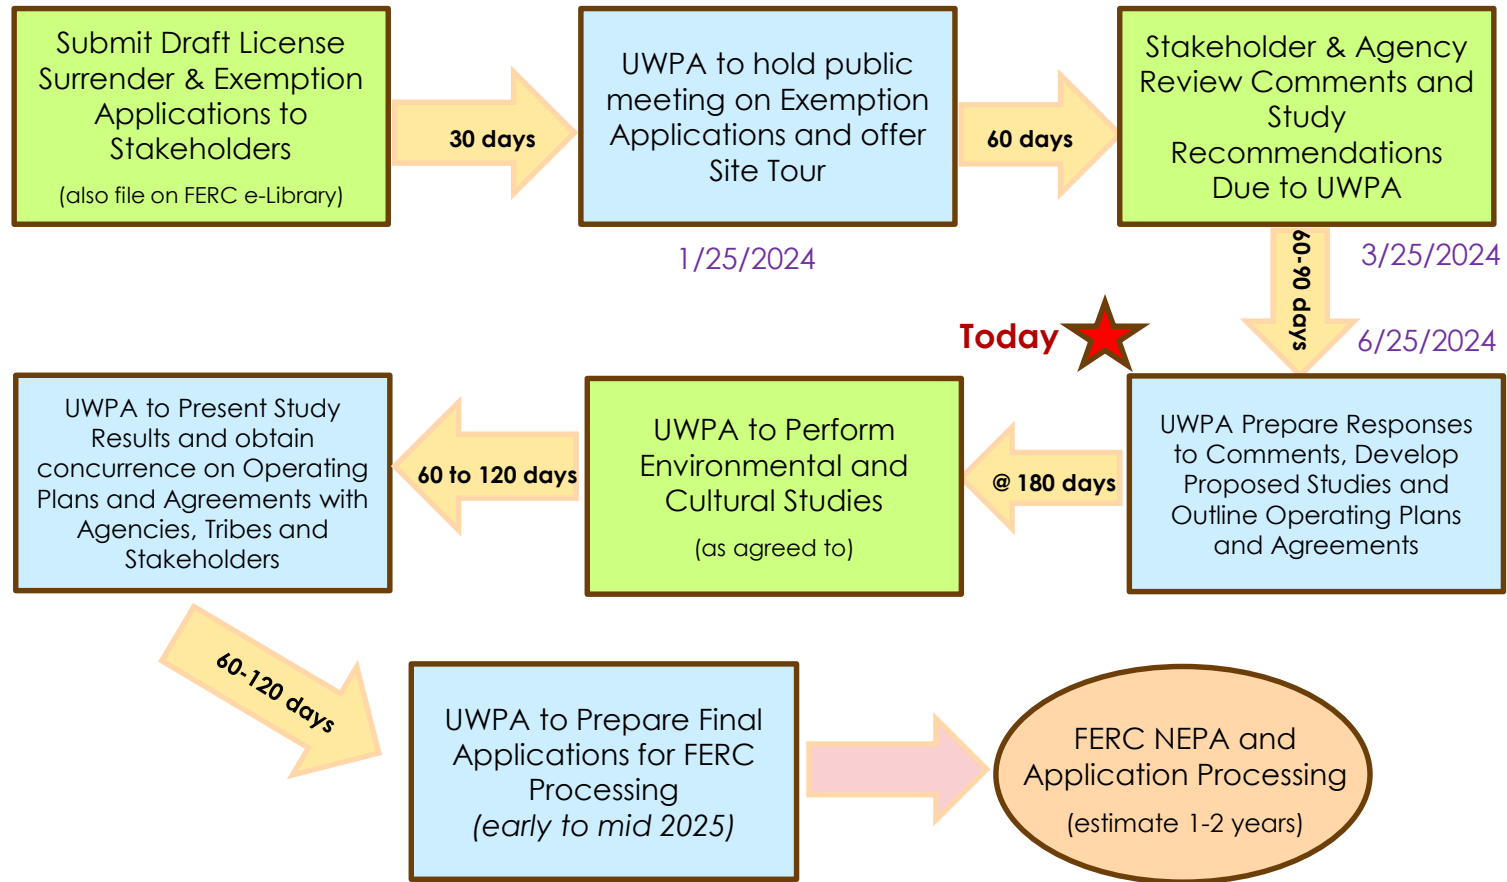 Submit Draft License
Surrender & Exemption
Applications to
Stakeholders
(also file on FERC e-Library)
30 days
UWPA to hold public
meeting on Exemption
Applications and offer
Site Tour
1/25/2024
60 days
Stakeholder & Agency
Review Comments and
Study
Recommendations
Due to UWPA
3/25/2024
60-90 days
6/25/2024
Today
UWPA Prepare Responses
to Comments, Develop
Proposed Studies and
Outline Operating Plans
and Agreements
@ 180 days
UWPA to Perform
Environmental and
Cultural Studies
(as agreed to)
60 to 120 days
UWPA to Present Study
Results and obtain
concurrence on Operating
Plans and Agreements with
Agencies, Tribes and
Stakeholders
60-120 days
UWPA to Prepare Final
Applications for FERC
Processing
(early to mid 2025)
FERC NEPA and
Application Processing
(estimate 1-2 years)